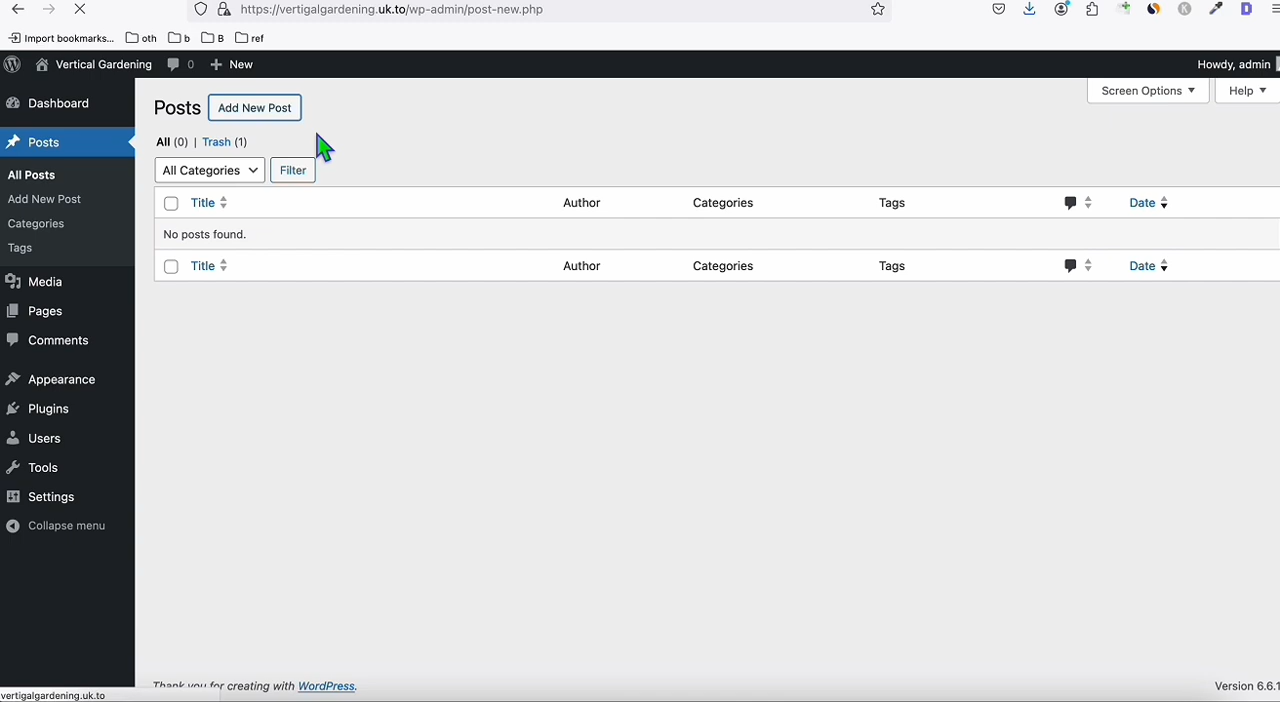 https://vertigalgardening.uk.to/wp-admin/post-new.php
Import bookmarks... oth b B ref
Vertical Gardening 0 New Howdy, admin
Screen Options Help
Dashboard
Posts Add New Post
Posts
All (0) | Trash (1)
All Categories Filter
All Posts
Add New Post
Categories
Tags
Title Author Categories Tags Date
No posts found.
Title Author Categories Tags Date
Media
Pages
Comments
Appearance
Plugins
Users
Tools
Settings
Collapse menu
Thank you for creating with WordPress. Version 6.6.1
vertigalgardening.uk.to